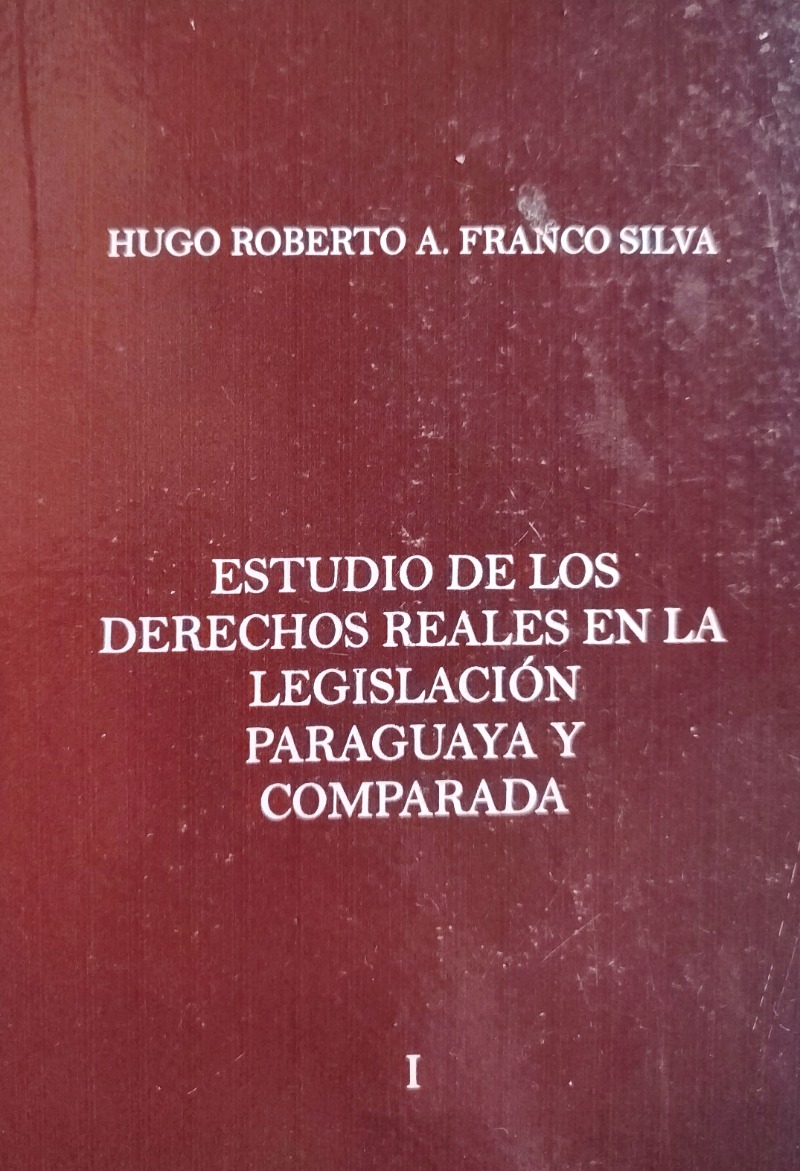 HUGO ROBERTO A. FRANCO SILVA
ESTUDIO DE LOS
DERECHOS REALES EN LA
LEGISLACIÓN
PARAGUAYA Y
COMPARADA
I